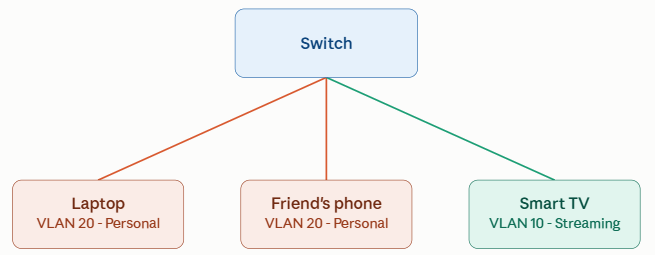 Switch
Laptop
VLAN 20 - Personal
Friend's phone
VLAN 20 - Personal
Smart TV
VLAN 10 - Streaming